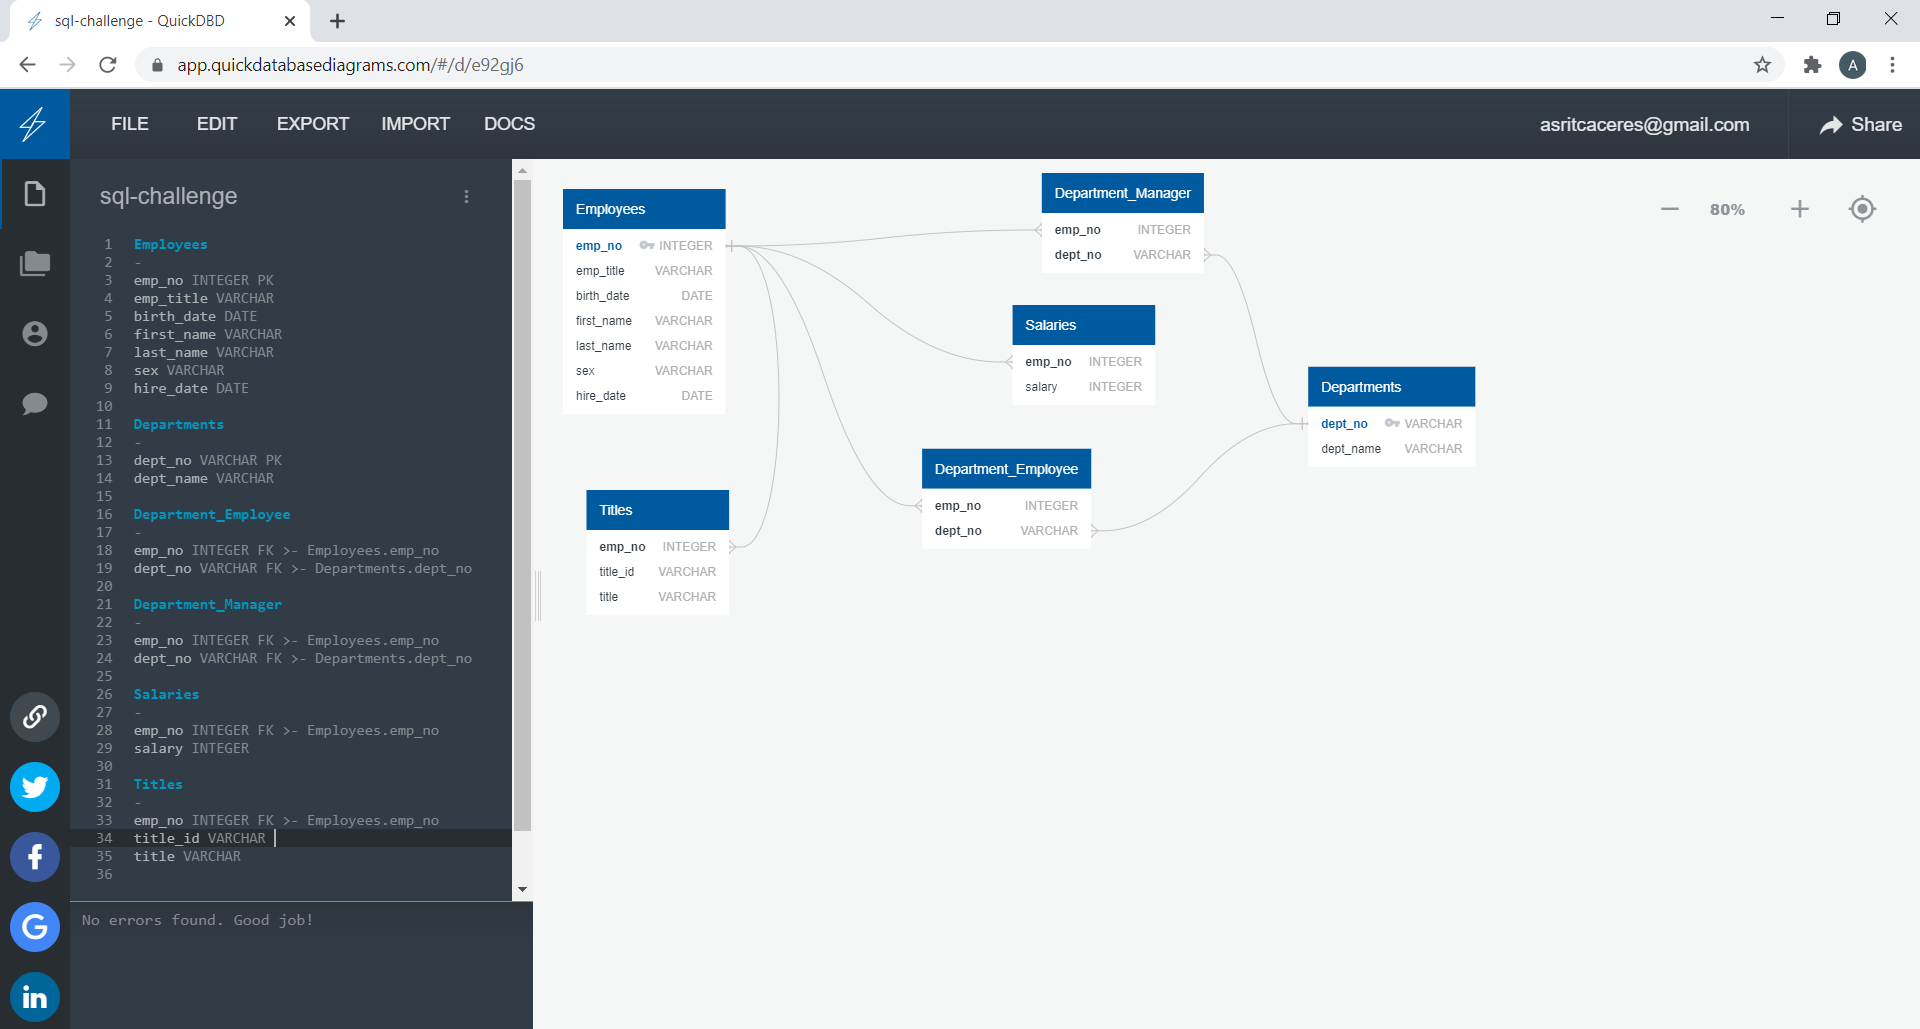 sql-challenge - QuickDBD
app.quickdatabasediagrams.com/#/d/e92gj6
A
FILE EDIT EXPORT IMPORT DOCS
asritcaceres@gmail.com
Share
sql-challenge
1 Employees
2 -
3 emp_no INTEGER PK
4 emp_title VARCHAR
5 birth_date DATE
6 first_name VARCHAR
7 last_name VARCHAR
8 sex VARCHAR
9 hire_date DATE
10
11 Departments
12 -
13 dept_no VARCHAR PK
14 dept_name VARCHAR
15
16 Department_Employee
17 -
18 emp_no INTEGER FK >- Employees.emp_no
19 dept_no VARCHAR FK >- Departments.dept_no
20
21 Department_Manager
22 -
23 emp_no INTEGER FK >- Employees.emp_no
24 dept_no VARCHAR FK >- Departments.dept_no
25
26 Salaries
27 -
28 emp_no INTEGER FK >- Employees.emp_no
29 salary INTEGER
30
31 Titles
32 -
33 emp_no INTEGER FK >- Employees.emp_no
34 title_id VARCHAR
35 title VARCHAR
36
No errors found. Good job!
f
G
in
Employees
emp_no INTEGER
emp_title VARCHAR
birth_date DATE
first_name VARCHAR
last_name VARCHAR
sex VARCHAR
hire_date DATE
Titles
emp_no INTEGER
title_id VARCHAR
title VARCHAR
Department_Manager
emp_no INTEGER
dept_no VARCHAR
Salaries
emp_no INTEGER
salary INTEGER
Department_Employee
emp_no INTEGER
dept_no VARCHAR
Departments
dept_no VARCHAR
dept_name VARCHAR
80%